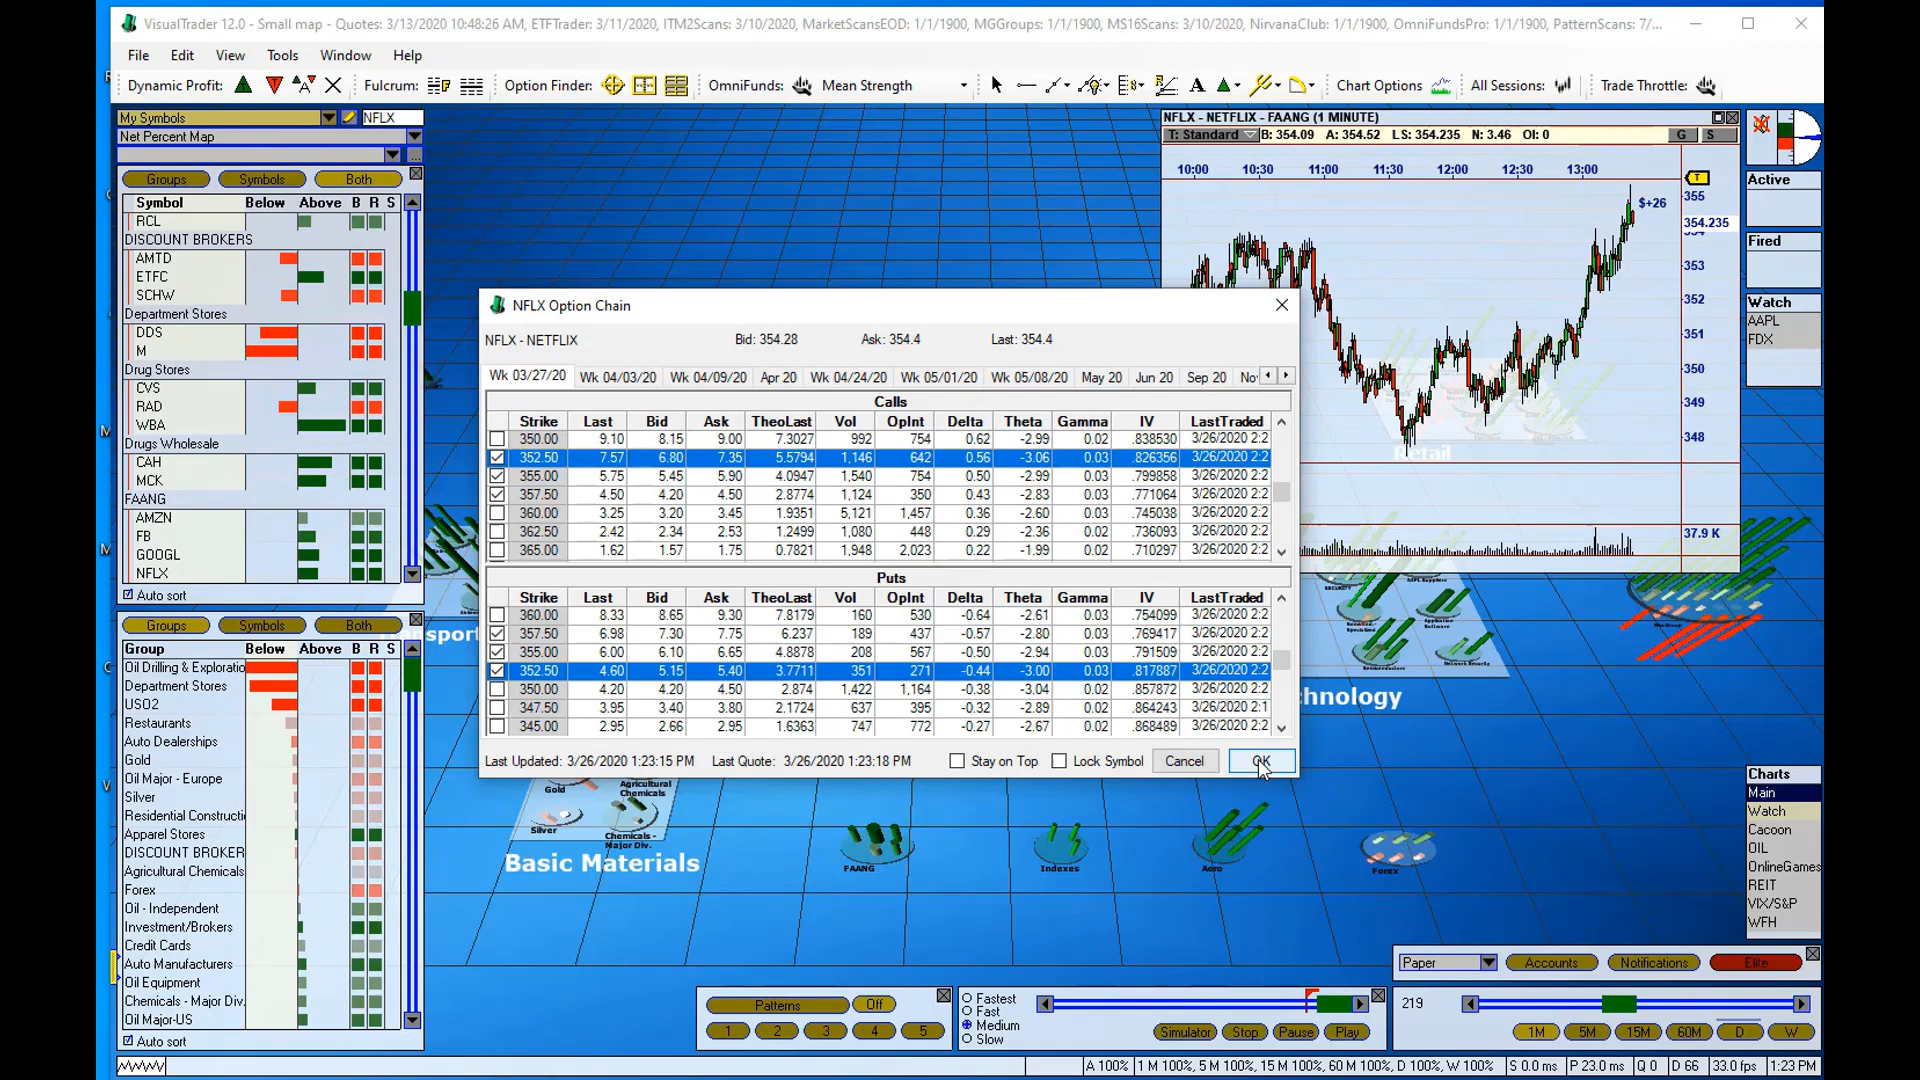 VisualTrader 12.0 - Small map - Quotes: 3/13/2020 10:48:26 AM, ETFTrader: 3/11/2020, ITM2Scans: 3/10/2020, MarketScansEOD: 1/1/1900, MGGroups: 1/1/1900, MS16Scans: 3/10/2020, NirvanaClub: 1/1/1900, OmniFundsPro: 1/1/1900, PatternScans: 7/...
File Edit View Tools Window Help
Dynamic Profit: Fulcrum: Option Finder: OmniFunds: Mean Strength Chart Options All Sessions: Trade Throttle:
My Symbols NFLX
Net Percent Map
Groups Symbols Both
Symbol Below Above B R S
RCL
DISCOUNT BROKERS
AMTD
ETFC
SCHW
Department Stores
DDS
M
Drug Stores
CVS
RAD
WBA
Drugs Wholesale
CAH
MCK
FAANG
AMZN
FB
GOOGL
NFLX
Auto sort
Groups Symbols Both
Group Below Above B R S
Oil Drilling & Exploratio
Department Stores
USO2
Restaurants
Auto Dealerships
Gold
Oil Major - Europe
Silver
Residential Constructi
Apparel Stores
DISCOUNT BROKER
Agricultural Chemicals
Forex
Oil - Independent
Investment/Brokers
Credit Cards
Auto Manufacturers
Oil Equipment
Chemicals - Major Div.
Oil Major-US
Auto sort
NFLX - NETFLIX - FAANG (1 MINUTE)
T: Standard B: 354.09 A: 354.52 LS: 354.235 N: 3.46 OI: 0 G S
10:00 10:30 11:00 11:30 12:30 13:00
T
355
$+26
354.235
353
352
351
350
349
348
37.9 K
Retail
NFLX Option Chain
NFLX - NETFLIX Bid: 354.28 Ask: 354.4 Last: 354.4
Wk 03/27/20 Wk 04/03/20 Wk 04/09/20 Apr 20 Wk 04/24/20 Wk 05/01/20 Wk 05/08/20 May 20 Jun 20 Sep 20 No
Calls
Strike Last Bid Ask TheoLast Vol OpInt Delta Theta Gamma IV LastTraded
350.00 9.10 8.15 9.00 7.3027 992 754 0.62 -2.99 0.02 .838530 3/26/2020 2:2
352.50 7.57 6.80 7.35 5.5794 1,146 642 0.56 -3.06 0.03 .826356 3/26/2020 2:2
355.00 5.75 5.45 5.90 4.0947 1,540 754 0.50 -2.99 0.03 .799858 3/26/2020 2:2
357.50 4.50 4.20 4.50 2.8774 1,124 350 0.43 -2.83 0.03 .771064 3/26/2020 2:2
360.00 3.25 3.20 3.45 1.9351 5,121 1,457 0.36 -2.60 0.03 .745038 3/26/2020 2:2
362.50 2.42 2.34 2.53 1.2499 1,080 448 0.29 -2.36 0.02 .736093 3/26/2020 2:2
365.00 1.62 1.57 1.75 0.7821 1,948 2,023 0.22 -1.99 0.02 .710297 3/26/2020 2:2
Puts
Strike Last Bid Ask TheoLast Vol OpInt Delta Theta Gamma IV LastTraded
360.00 8.33 8.65 9.30 7.8179 160 530 -0.64 -2.61 0.03 .754099 3/26/2020 2:2
357.50 6.98 7.30 7.75 6.237 189 437 -0.57 -2.80 0.03 .769417 3/26/2020 2:2
355.00 6.00 6.10 6.65 4.8878 208 567 -0.50 -2.94 0.03 .791509 3/26/2020 2:2
352.50 4.60 5.15 5.40 3.7711 351 271 -0.44 -3.00 0.03 .817887 3/26/2020 2:2
350.00 4.20 4.20 4.50 2.874 1,422 1,164 -0.38 -3.04 0.02 .857872 3/26/2020 2:2
347.50 3.95 3.40 3.80 2.1724 637 395 -0.32 -2.89 0.02 .864243 3/26/2020 2:1
345.00 2.95 2.66 2.95 1.6363 747 772 -0.27 -2.67 0.02 .868489 3/26/2020 2:2
Last Updated: 3/26/2020 1:23:15 PM Last Quote: 3/26/2020 1:23:18 PM Stay on Top Lock Symbol Cancel OK
Active
Fired
Watch
AAPL
FDX
Charts
Main
Watch
Cacoon
OIL
OnlineGames
REIT
VIX/S&P
WFH
Gold
Agricultural Chemicals
Silver
Chemicals - Major Div.
Basic Materials
FAANG
Indexes
Aero
Forex
Paper Accounts Notifications Elite
Patterns Off
1 2 3 4 5
Fastest
Fast
Medium
Slow
Simulator Stop Pause Play
219
1M 5M 15M 60M D W
A 100% 1 M 100%, 5 M 100%, 15 M 100%, 60 M 100%, D 100%, W 100% S 0.0 ms P 23.0 ms Q 0 D 66 33.0 fps 1:23 PM